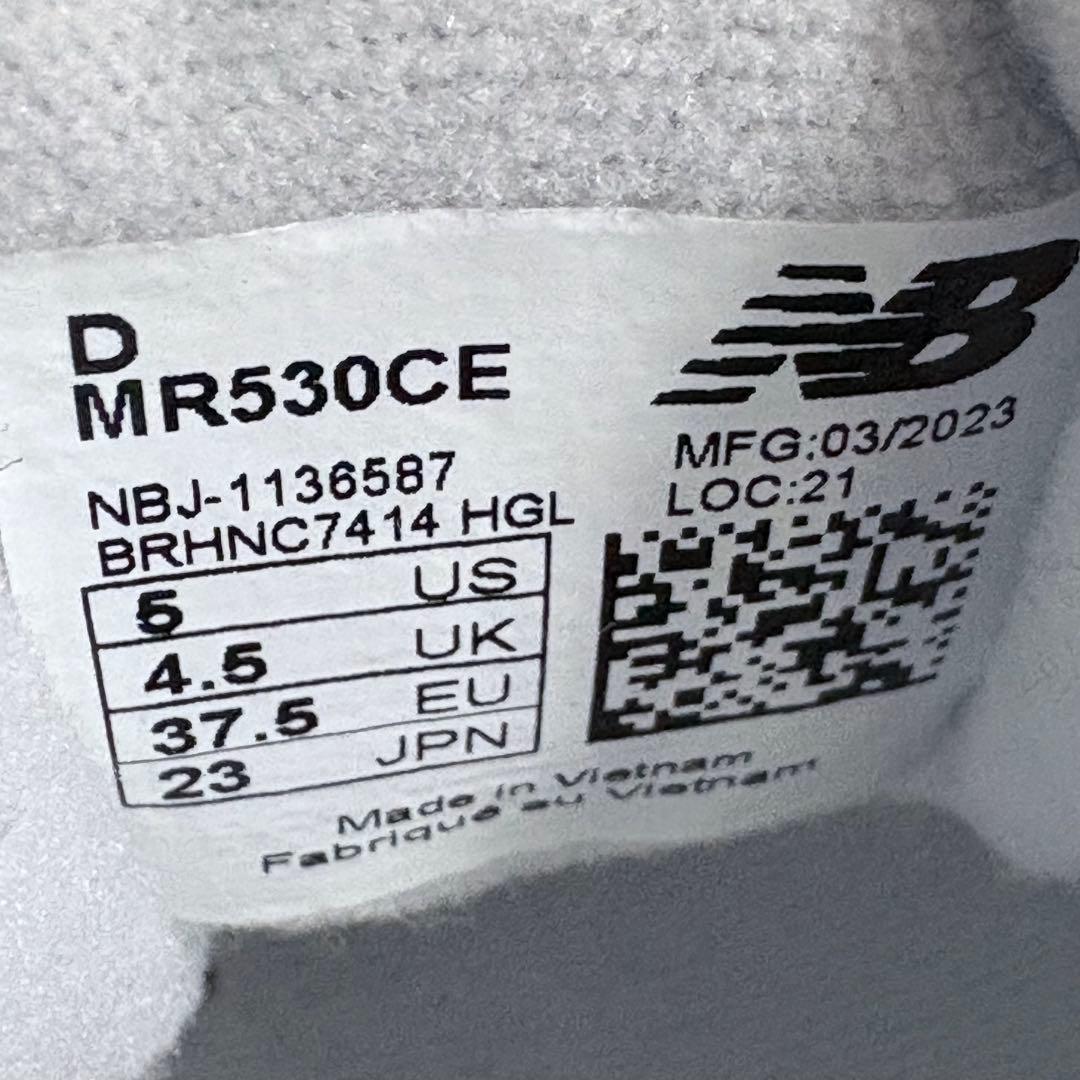 D
MR530CE
NBJ-1136587
BRHNC7414 HGL
5 US
4.5 UK
37.5 EU
23 JPN
NB
MFG:03/2023
LOC:21
Made in Vietnam
Fabriqué au Vietnam